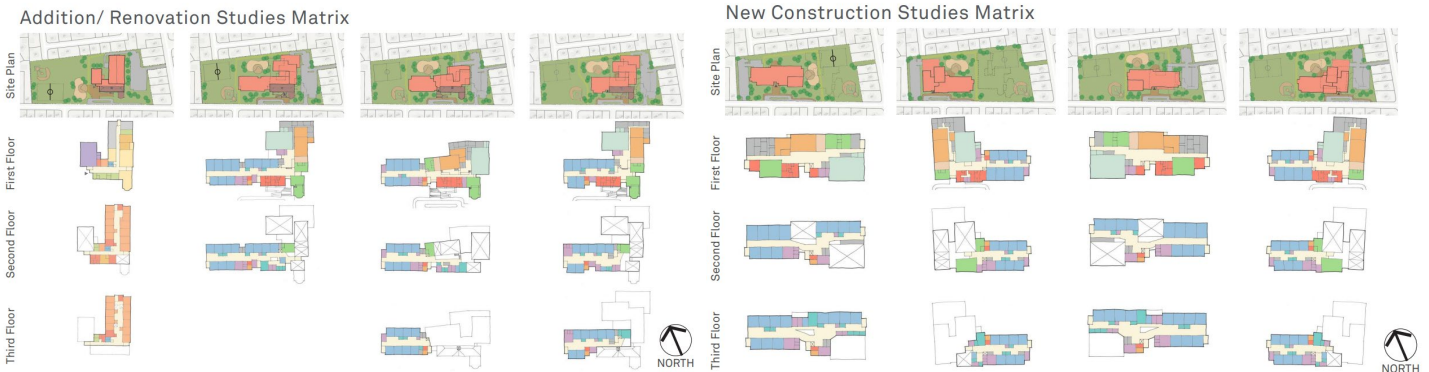 Addition/ Renovation Studies Matrix
Site Plan
First Floor
Second Floor
Third Floor
NORTH
New Construction Studies Matrix
Site Plan
First Floor
Second Floor
Third Floor
NORTH